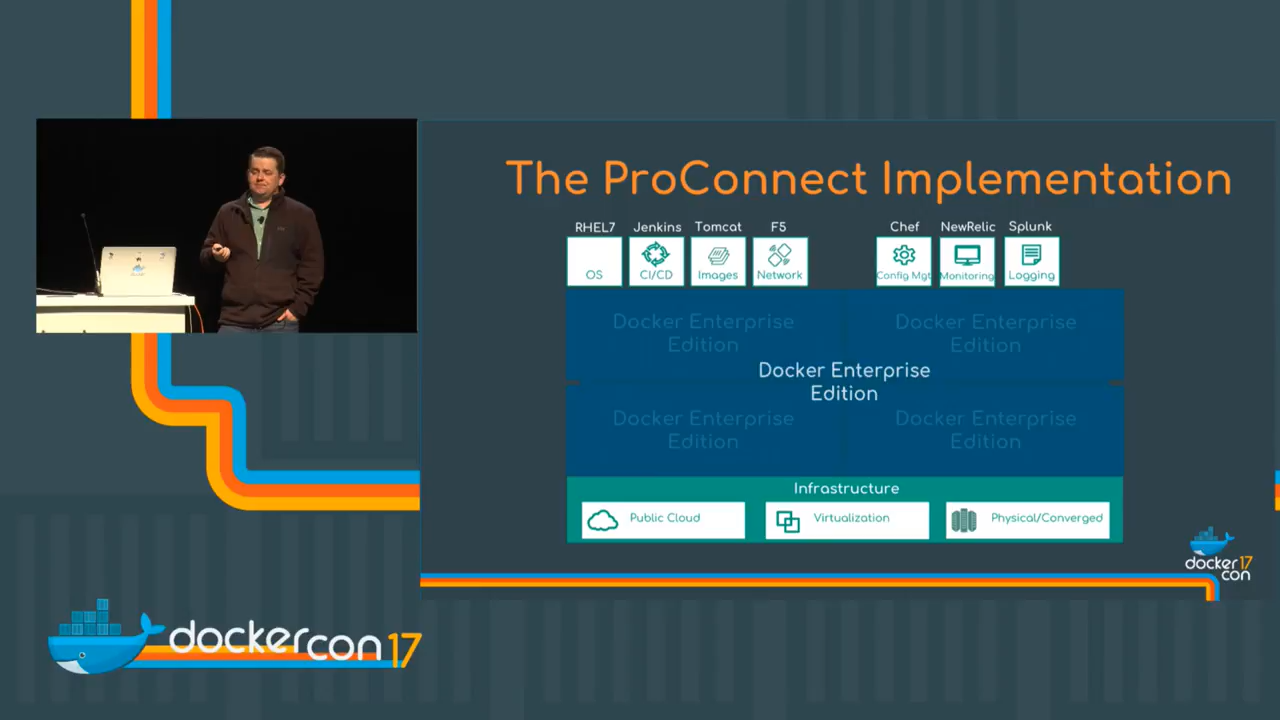 The ProConnect Implementation
RHEL7 Jenkins Tomcat F5 Chef NewRelic Splunk
OS CI/CD Images Network Config Mgt Monitoring Logging
Docker Enterprise
Edition
Docker Enterprise
Edition
Docker Enterprise
Edition
Docker Enterprise
Edition
Docker Enterprise
Edition
Infrastructure
Public Cloud Virtualization Physical/Converged
docker 17
con
dockercon 17